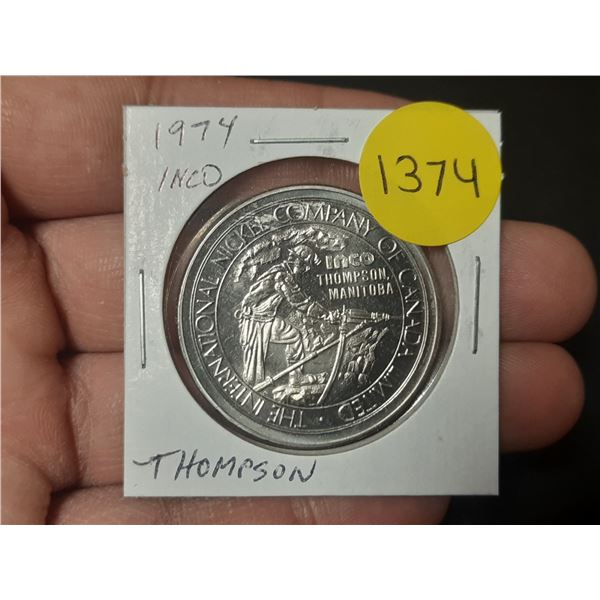 1974
INCO
1374
THE INTERNATIONAL NICKEL COMPANY OF CANADA LIMITED •
INCO
THOMPSON,
MANITOBA
THOMPSON